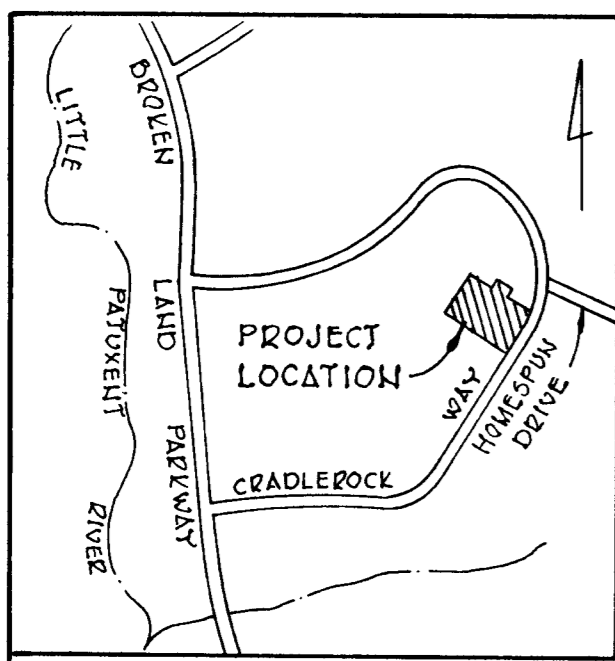 LITTLE
PATUXENT
RIVER
BROKEN
LAND
PARKWAY
PROJECT
LOCATION
CRADLEROCK
WAY
HOMESPUN
DRIVE